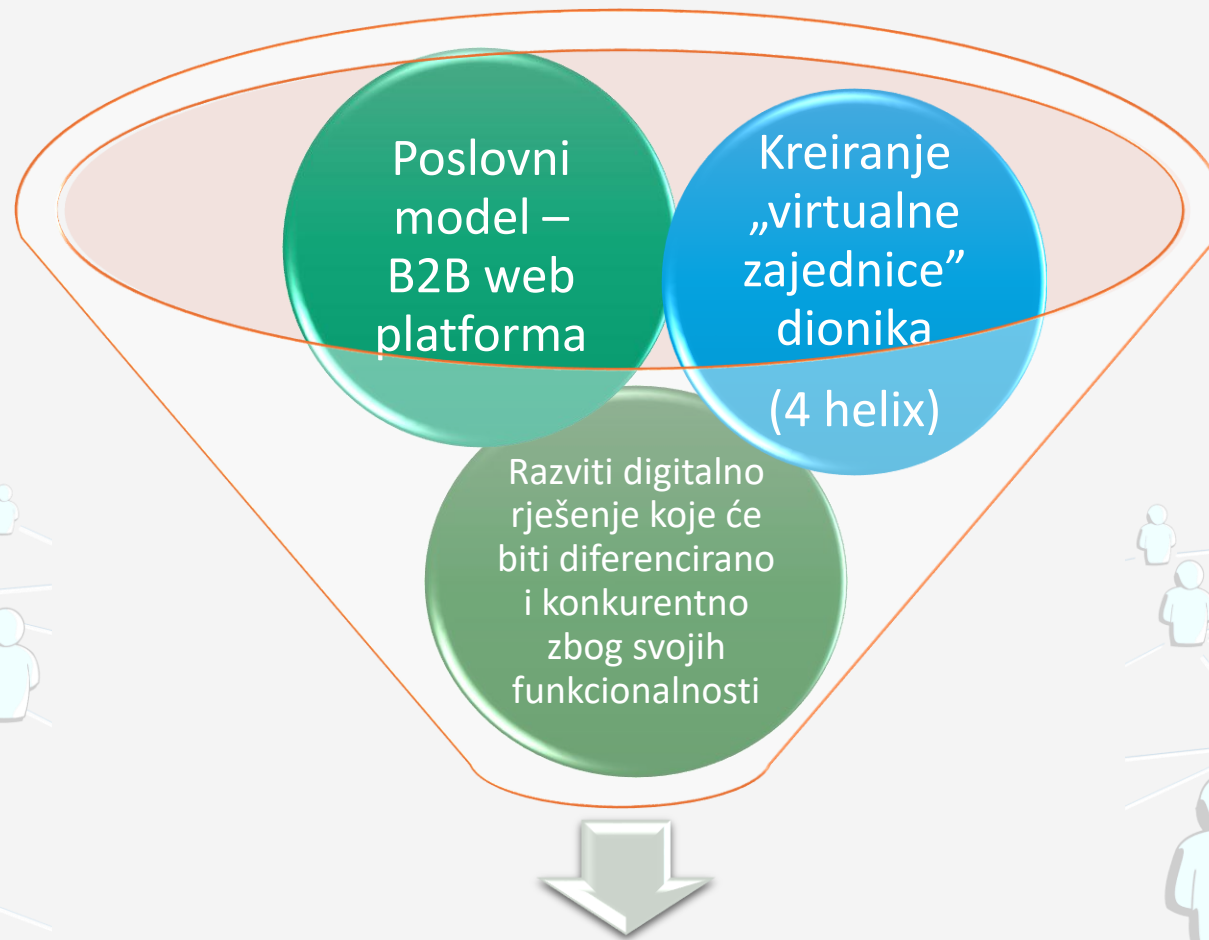 Poslovni
model –
B2B web
platforma
Kreiranje
„virtualne
zajednice”
dionika
(4 helix)
Razviti digitalno
rješenje koje će
biti diferencirano
i konkurentno
zbog svojih
funkcionalnosti